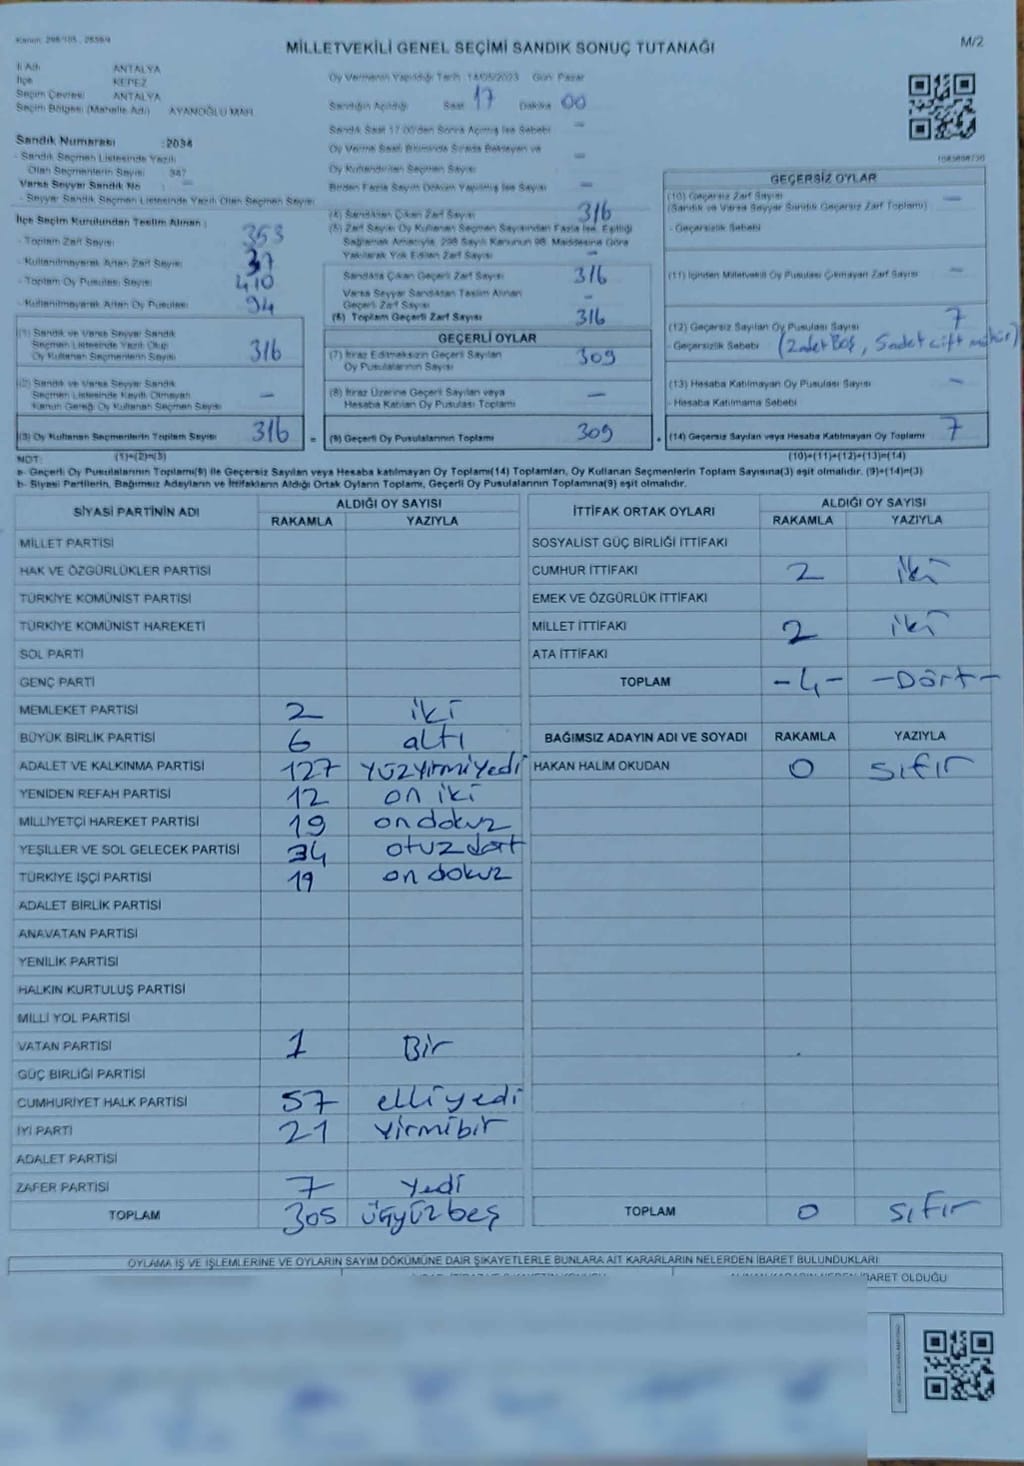 Kanun: 298/105 , 2839/4
MİLLETVEKİLİ GENEL SEÇİMİ SANDIK SONUÇ TUTANAĞI
M/2
İl Adı ANTALYA
İlçe KEPEZ
Seçim Çevresi ANTALYA
Seçim Bölgesi (Mahalle Adı) AYANOĞLU MAH.
Oy Vermenin Yapıldığı Tarih : 14/05/2023 Gün: Pazar
Sandığın Açıldığı Saat 17 Dakika 00
Sandık Saat 17:00'den Sonra Açılmış İse Sebebi —
Oy Verme Saati Bitiminde Sırada Bekleyen ve
Oy Kullandırılan Seçmen Sayısı —
Birden Fazla Sayım Döküm Yapılmış İse Sayısı —
Sandık Numarası : 2034
- Sandık Seçmen Listesinde Yazılı
Olan Seçmenlerin Sayısı 347
Varsa Seyyar Sandık No : —
- Seyyar Sandık Seçmen Listesinde Yazılı Olan Seçmen Sayısı
İlçe Seçim Kurulundan Teslim Alınan :
- Toplam Zarf Sayısı 353
- Kullanılmayarak Artan Zarf Sayısı 37
- Toplam Oy Pusulası Sayısı 410
- Kullanılmayarak Artan Oy Pusulası 94
(1) Sandık ve Varsa Seyyar Sandık
Seçmen Listesinde Yazılı Olup
Oy Kullanan Seçmenlerin Sayısı 316
(2) Sandık ve Varsa Seyyar Sandık
Seçmen Listesinde Kayıtlı Olmayan
Kanun Gereği Oy Kullanan Seçmen Sayısı —
(3) Oy Kullanan Seçmenlerin Toplam Sayısı 316 =
(1)+(2)=(3)
(4) Sandıktan Çıkan Zarf Sayısı 316
(5) Zarf Sayısı Oy Kullanan Seçmen Sayısından Fazla İse, Eşitliği
Sağlamak Amacıyla, 298 Sayılı Kanunun 98. Maddesine Göre
Yakılarak Yok Edilen Zarf Sayısı —
Sandıkta Çıkan Geçerli Zarf Sayısı 316
Varsa Seyyar Sandıktan Teslim Alınan
Geçerli Zarf Sayısı —
(6) Toplam Geçerli Zarf Sayısı 316
GEÇERLİ OYLAR
(7) İtiraz Edilmeksizin Geçerli Sayılan
Oy Pusulalarının Sayısı 309
(8) İtiraz Üzerine Geçerli Sayılan veya
Hesaba Katılan Oy Pusulası Toplamı —
(9) Geçerli Oy Pusulalarının Toplamı 309 +
GEÇERSİZ OYLAR
(10) Geçersiz Zarf Sayısı —
(Sandık ve Varsa Seyyar Sandık Geçersiz Zarf Toplamı)
- Geçersizlik Sebebi
(11) İçinden Milletvekili Oy Pusulası Çıkmayan Zarf Sayısı —
(12) Geçersiz Sayılan Oy Pusulası Sayısı 7
- Geçersizlik Sebebi (2 adet Boş, 5 adet çift mühür)
(13) Hesaba Katılmayan Oy Pusulası Sayısı —
- Hesaba Katılmama Sebebi
(14) Geçersiz Sayılan veya Hesaba Katılmayan Oy Toplamı 7
(10)+(11)+(12)+(13)=(14)
NOT:
a- Geçerli Oy Pusulalarının Toplamı(9) ile Geçersiz Sayılan veya Hesaba katılmayan Oy Toplamı(14) Toplamları, Oy Kullanan Seçmenlerin Toplam Sayısına(3) eşit olmalıdır. (9)+(14)=(3)
b- Siyasi Partilerin, Bağımsız Adayların ve İttifakların Aldığı Ortak Oyların Toplamı, Geçerli Oy Pusulalarının Toplamına(9) eşit olmalıdır.
SİYASİ PARTİNİN ADI ALDIĞI OY SAYISI
RAKAMLA YAZIYLA
MİLLET PARTİSİ
HAK VE ÖZGÜRLÜKLER PARTİSİ
TÜRKİYE KOMÜNİST PARTİSİ
TÜRKİYE KOMÜNİST HAREKETİ
SOL PARTİ
GENÇ PARTİ
MEMLEKET PARTİSİ 2 iki
BÜYÜK BİRLİK PARTİSİ 6 altı
ADALET VE KALKINMA PARTİSİ 127 yüzyirmiyedi
YENİDEN REFAH PARTİSİ 12 on iki
MİLLİYETÇİ HAREKET PARTİSİ 19 on dokuz
YEŞİLLER VE SOL GELECEK PARTİSİ 34 otuz dört
TÜRKİYE İŞÇİ PARTİSİ 19 on dokuz
ADALET BİRLİK PARTİSİ
ANAVATAN PARTİSİ
YENİLİK PARTİSİ
HALKIN KURTULUŞ PARTİSİ
MİLLİ YOL PARTİSİ
VATAN PARTİSİ 1 Bir
GÜÇ BİRLİĞİ PARTİSİ
CUMHURİYET HALK PARTİSİ 57 elliyedi
İYİ PARTİ 21 yirmibir
ADALET PARTİSİ
ZAFER PARTİSİ 7 yedi
TOPLAM 305 üçyüzbeş
İTTİFAK ORTAK OYLARI ALDIĞI OY SAYISI
RAKAMLA YAZIYLA
SOSYALİST GÜÇ BİRLİĞİ İTTİFAKI
CUMHUR İTTİFAKI 2 iki
EMEK VE ÖZGÜRLÜK İTTİFAKI
MİLLET İTTİFAKI 2 iki
ATA İTTİFAKI
TOPLAM -4- -Dört-
BAĞIMSIZ ADAYIN ADI VE SOYADI RAKAMLA YAZIYLA
HAKAN HALİM OKUDAN 0 sıfır
TOPLAM 0 sıfır
OYLAMA İŞ VE İŞLEMLERİNE VE OYLARIN SAYIM DÖKÜMÜNE DAİR ŞİKAYETLERLE BUNLARA AİT KARARLARIN NELERDEN İBARET BULUNDUKLARI
İBARET OLDUĞU